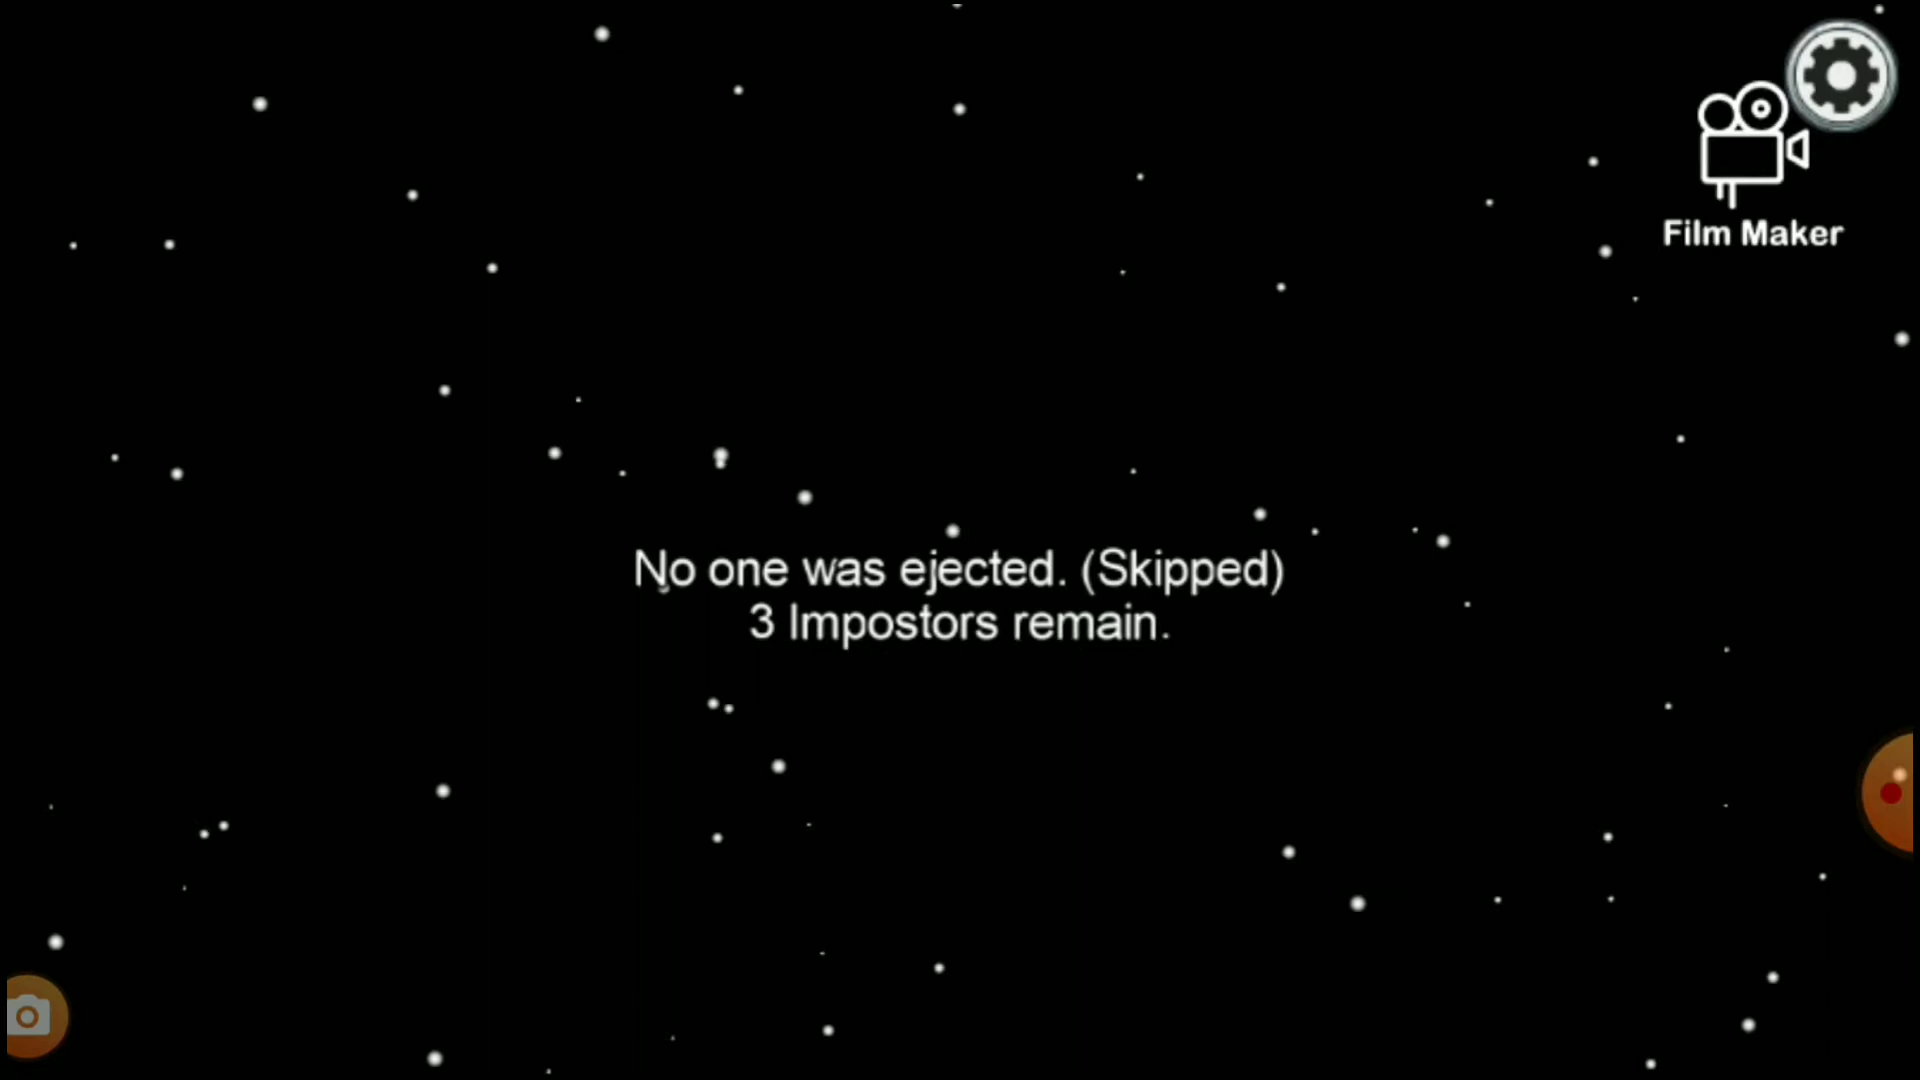 Film Maker
No one was ejected. (Skipped)
3 Impostors remain.